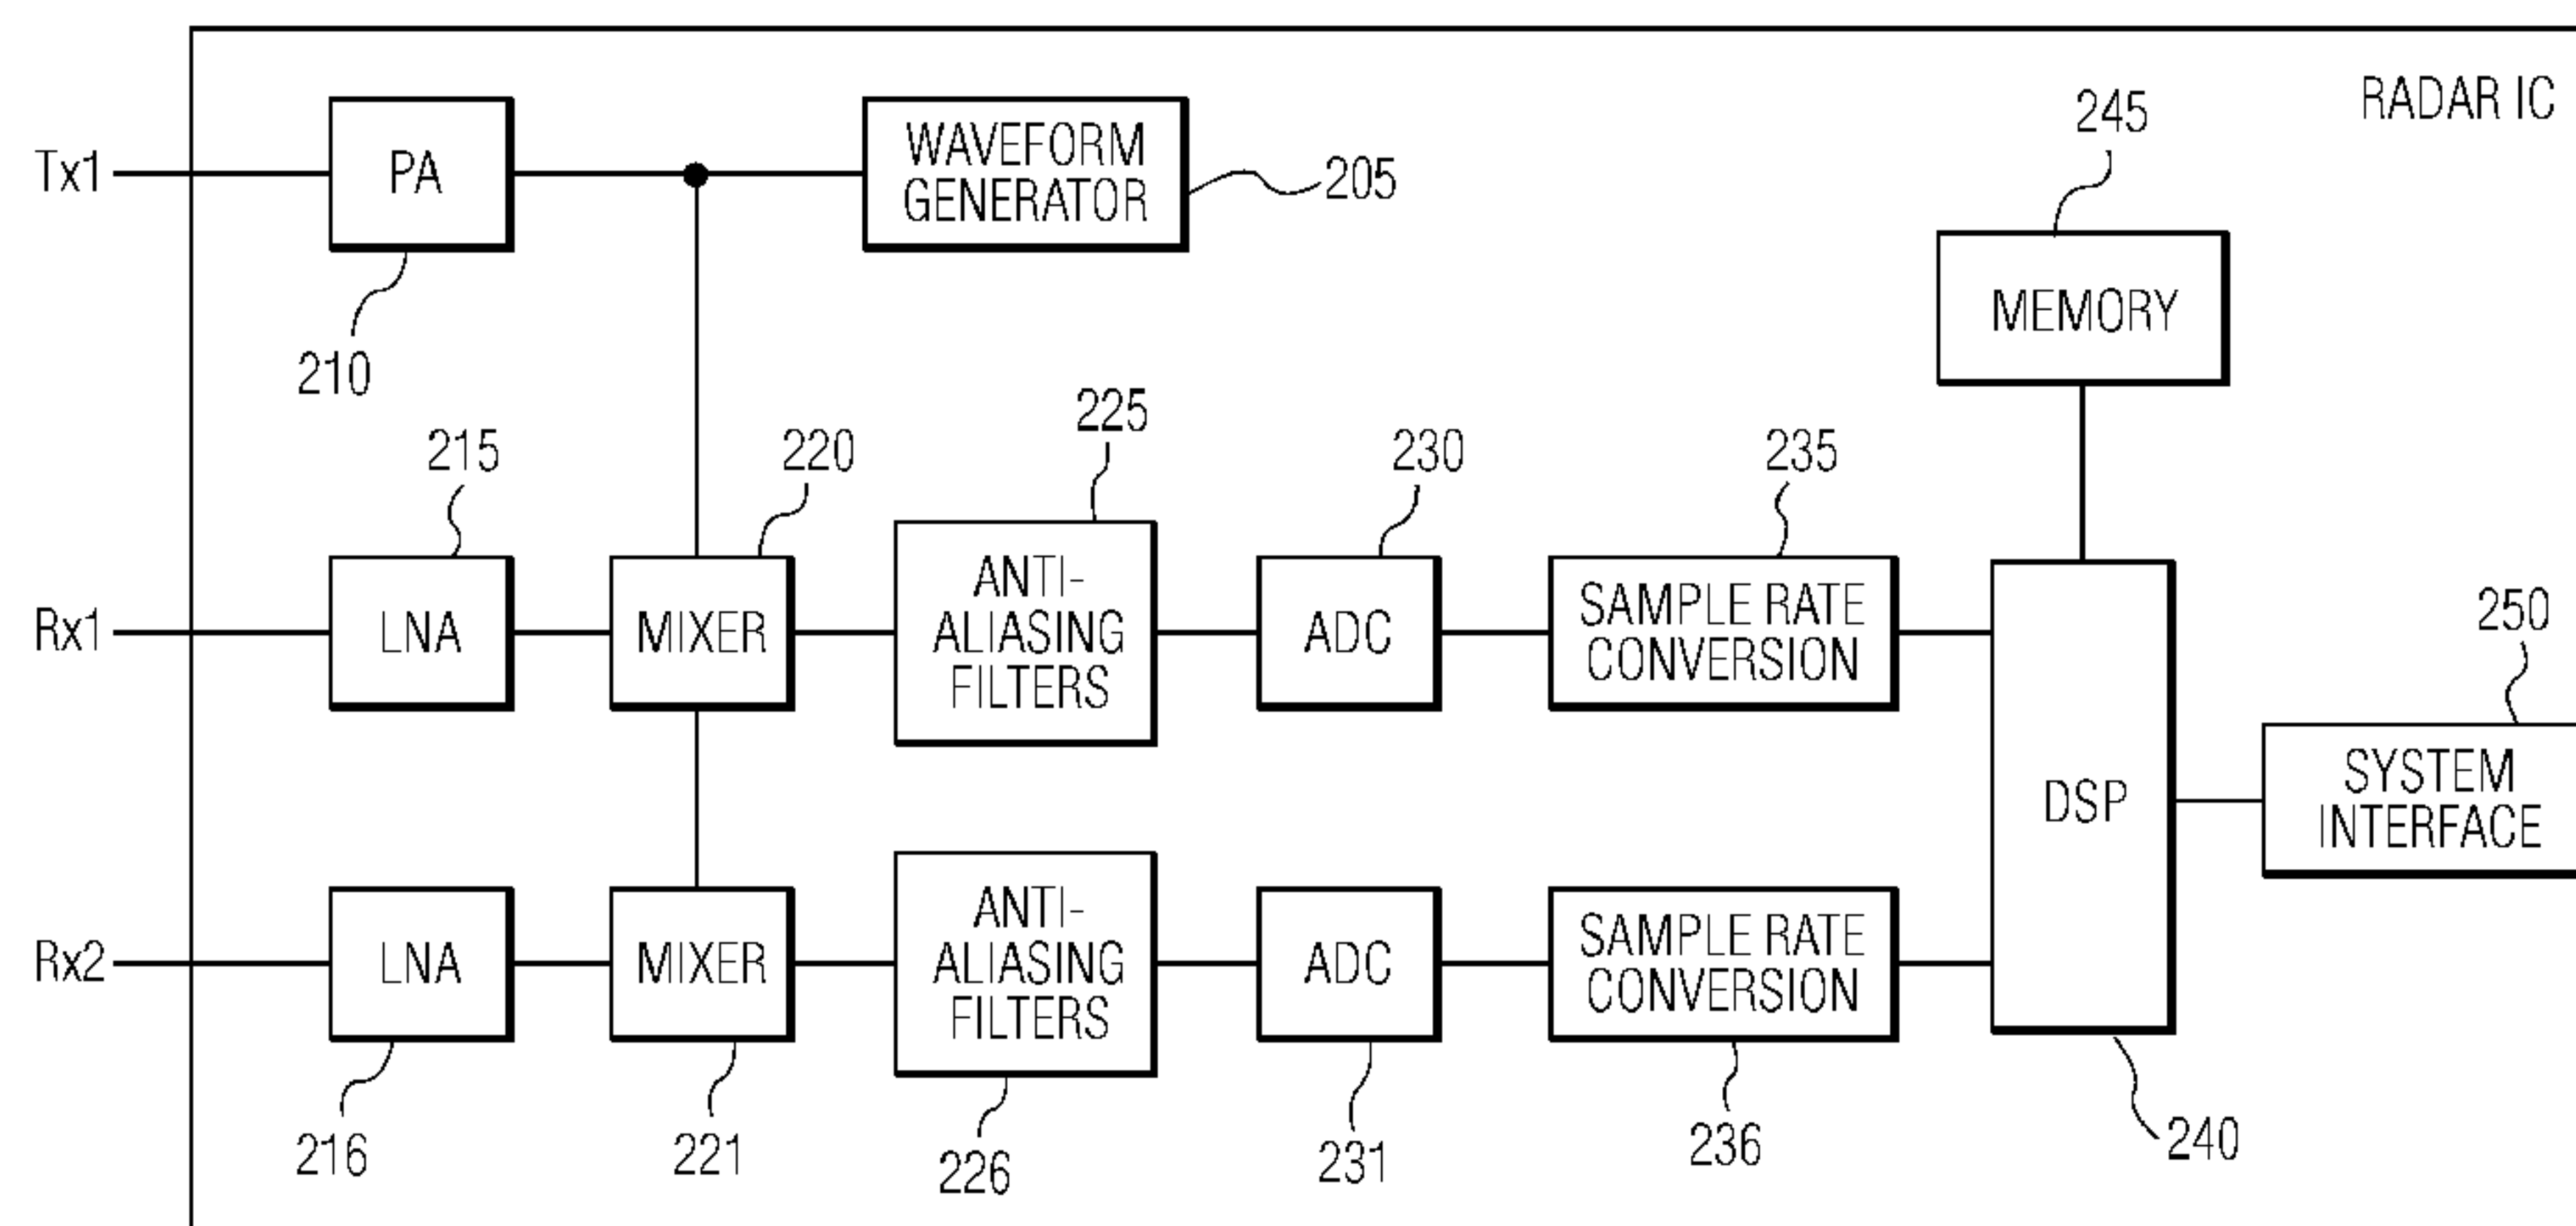 RADAR IC
245
Tx1
PA
WAVEFORM
GENERATOR
205
210
MEMORY
215
220
225
230
235
Rx1
LNA
MIXER
ANTI-
ALIASING
FILTERS
ADC
SAMPLE RATE
CONVERSION
250
DSP
SYSTEM
INTERFACE
Rx2
LNA
MIXER
ANTI-
ALIASING
FILTERS
ADC
SAMPLE RATE
CONVERSION
216
221
226
231
236
240